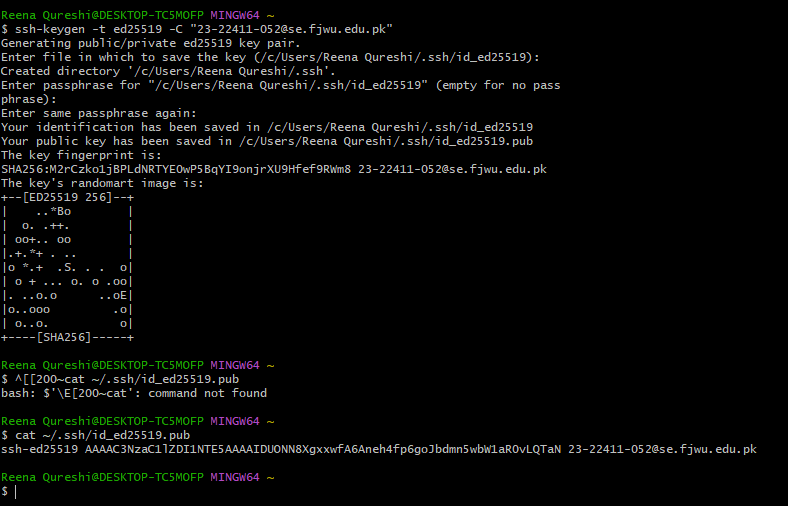 Reena Qureshi@DESKTOP-TC5MOFP MINGW64 ~
$ ssh-keygen -t ed25519 -C "23-22411-052@se.fjwu.edu.pk"
Generating public/private ed25519 key pair.
Enter file in which to save the key (/c/Users/Reena Qureshi/.ssh/id_ed25519):
Created directory '/c/Users/Reena Qureshi/.ssh'.
Enter passphrase for "/c/Users/Reena Qureshi/.ssh/id_ed25519" (empty for no pass
phrase):
Enter same passphrase again:
Your identification has been saved in /c/Users/Reena Qureshi/.ssh/id_ed25519
Your public key has been saved in /c/Users/Reena Qureshi/.ssh/id_ed25519.pub
The key fingerprint is:
SHA256:M2rCzko1jBPLdNRTYEOwP5BqYI9onjrXU9Hfef9RWm8 23-22411-052@se.fjwu.edu.pk
The key's randomart image is:
+--[ED25519 256]--+
|    ..*Bo        |
|  o. .++.        |
| oo+.. oo        |
|.+.*+ . ..       |
|o *.+  .S. . .  o|
| o + ... o. o .oo|
|. ..o.o      ..oE|
|o..ooo         .o|
| o..o.          o|
+----[SHA256]-----+
Reena Qureshi@DESKTOP-TC5MOFP MINGW64 ~
$ ^[[200~cat ~/.ssh/id_ed25519.pub
bash: $'\E[200~cat': command not found
Reena Qureshi@DESKTOP-TC5MOFP MINGW64 ~
$ cat ~/.ssh/id_ed25519.pub
ssh-ed25519 AAAAC3NzaC1lZDI1NTE5AAAAIDUONN8XgxxwfA6Aneh4fp6goJbdmn5wbW1aROvLQTaN 23-22411-052@se.fjwu.edu.pk
Reena Qureshi@DESKTOP-TC5MOFP MINGW64 ~
$